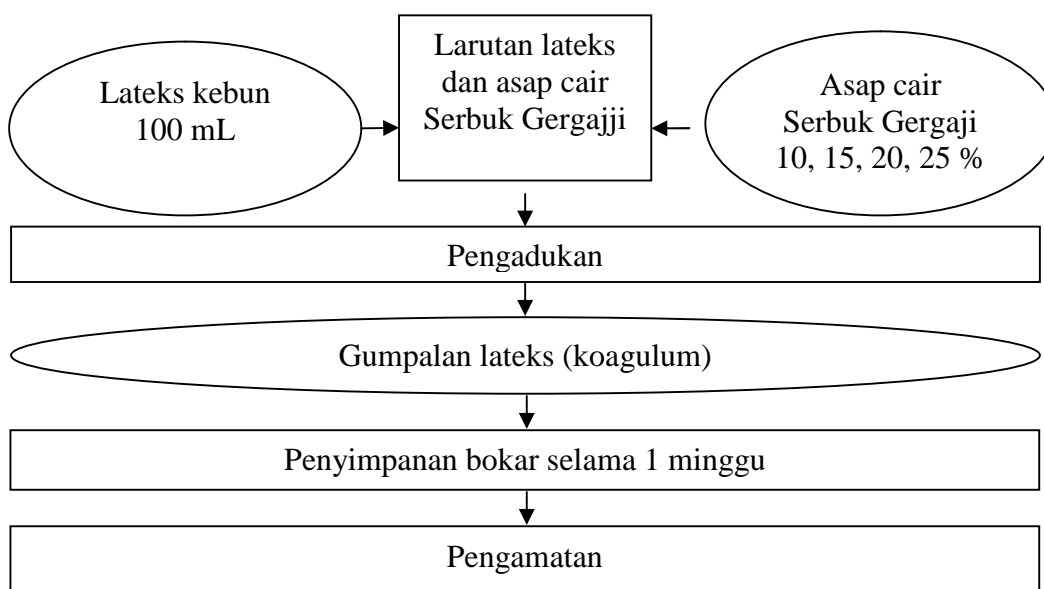 Lateks kebun
100 mL
Larutan lateks
dan asap cair
Serbuk Gergajji
Asap cair
Serbuk Gergaji
10, 15, 20, 25 %
Pengadukan
Gumpalan lateks (koagulum)
Penyimpanan bokar selama 1 minggu
Pengamatan